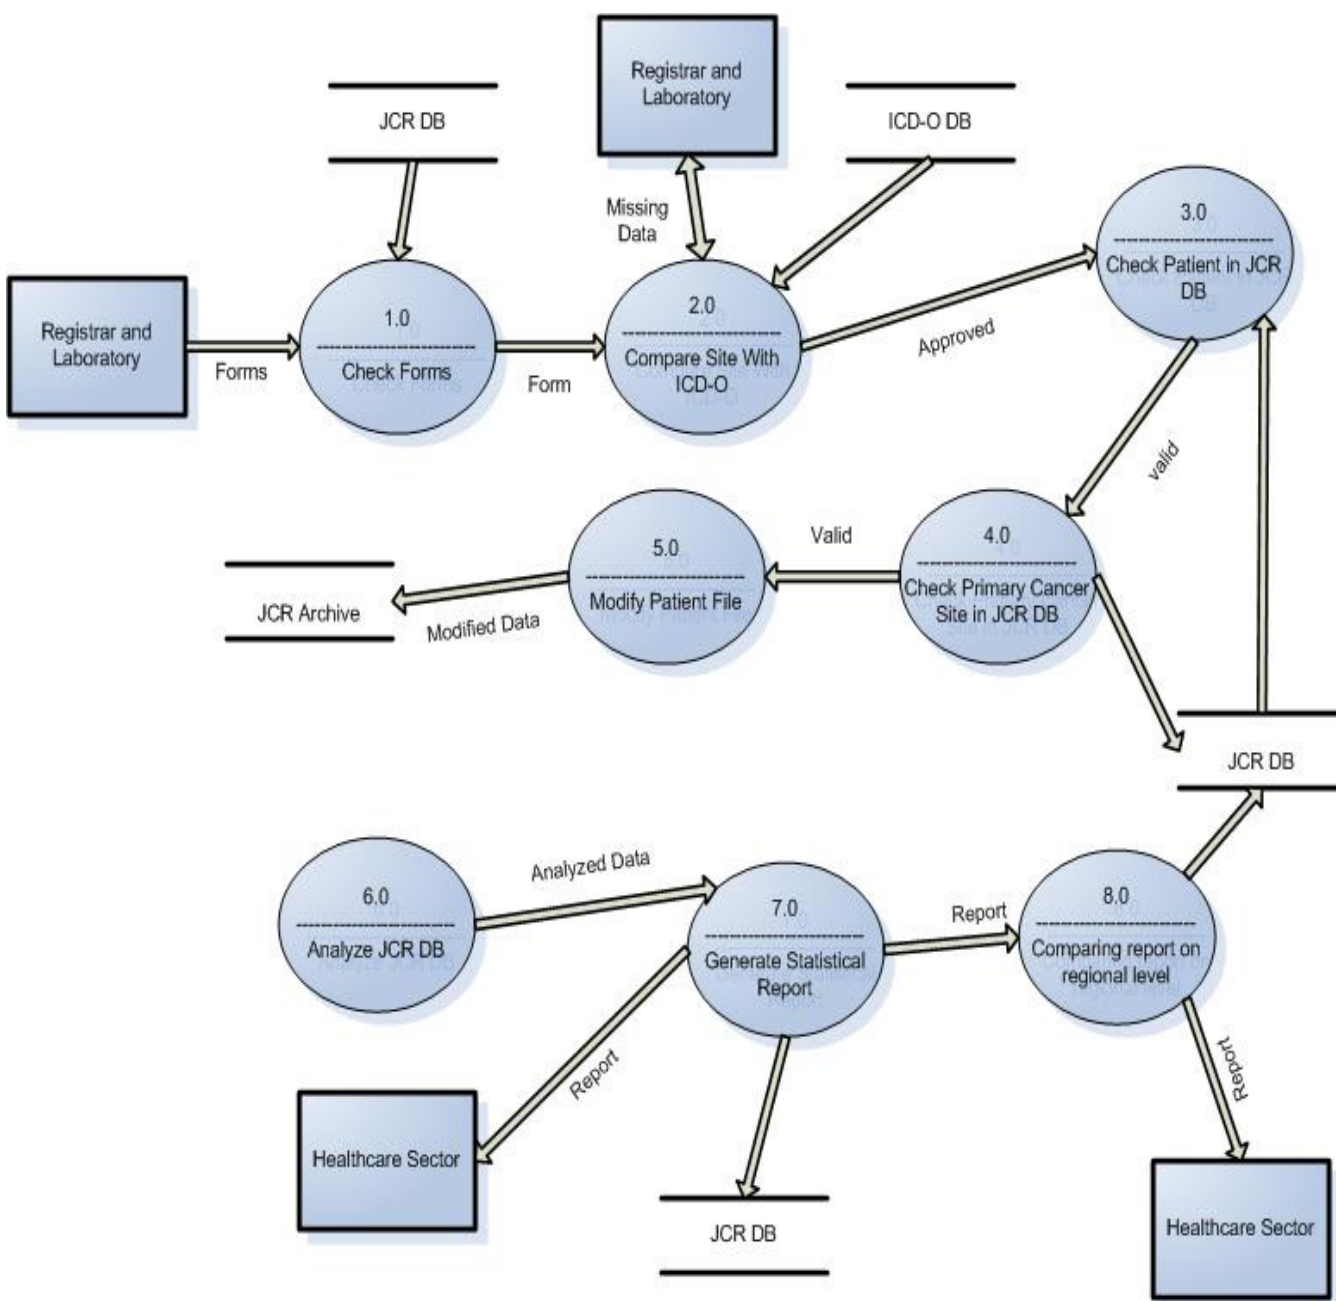 Registrar and
Laboratory
JCR DB
ICD-O DB
Missing
Data
3.0
Check Patient in JCR
DB
Registrar and
Laboratory
Forms
1.0
Check Forms
Form
2.0
Compare Site With
ICD-O
Approved
valid
JCR Archive
Modified Data
5.0
Modify Patient File
Valid
4.0
Check Primary Cancer
Site in JCR DB
JCR DB
6.0
Analyze JCR DB
Analyzed Data
7.0
Generate Statistical
Report
Report
8.0
Comparing report on
regional level
Report
Report
Healthcare Sector
JCR DB
Healthcare Sector